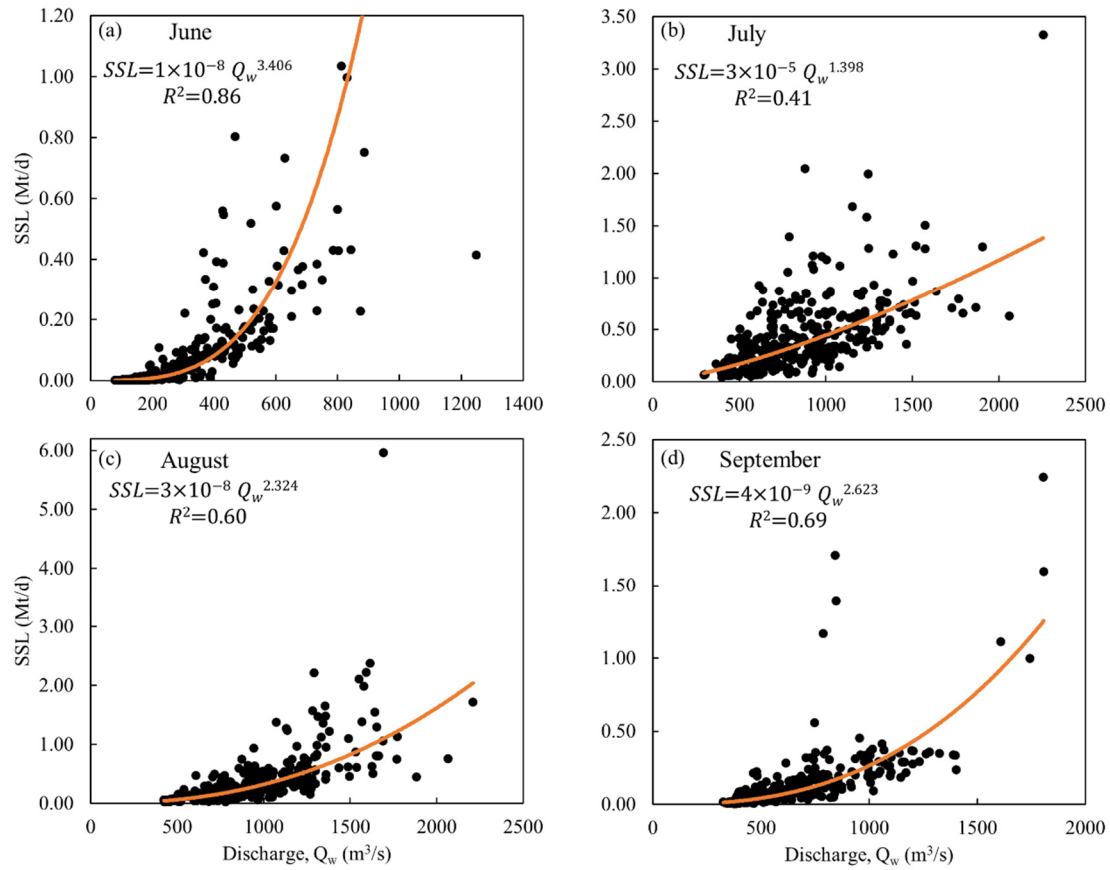 (a) June
SSL=1×10⁻⁸ Q_w^3.406
R²=0.86
1.20
1.00
0.80
0.60
0.40
0.20
0.00
SSL (Mt/d)
0 200 400 600 800 1000 1200 1400
(b) July
SSL=3×10⁻⁵ Q_w^1.398
R²=0.41
3.50
3.00
2.50
2.00
1.50
1.00
0.50
0.00
0 500 1000 1500 2000 2500
(c) August
SSL=3×10⁻⁸ Q_w^2.324
R²=0.60
6.00
5.00
4.00
3.00
2.00
1.00
0.00
SSL (Mt/d)
0 500 1000 1500 2000 2500
Discharge, Q_w (m³/s)
(d) September
SSL=4×10⁻⁹ Q_w^2.623
R²=0.69
2.50
2.00
1.50
1.00
0.50
0.00
0 500 1000 1500 2000
Discharge, Q_w (m³/s)